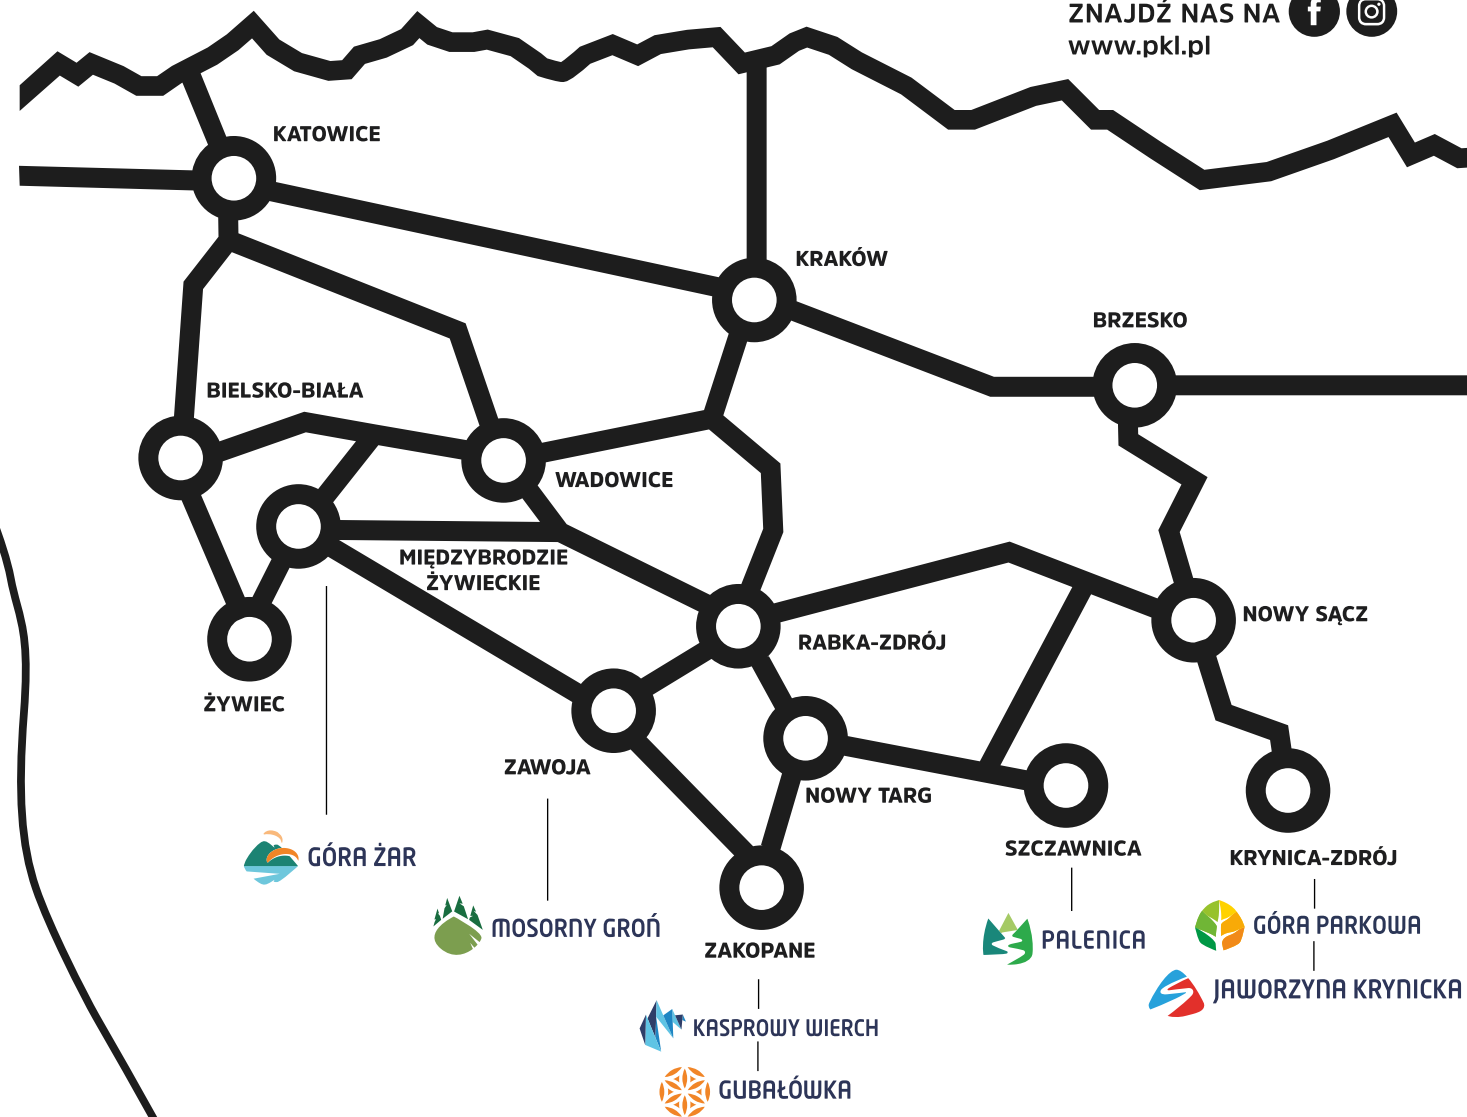 ZNAJDŹ NAS NA
www.pkl.pl
KATOWICE
KRAKÓW
BRZESKO
BIELSKO-BIAŁA
WADOWICE
MIĘDZYBRODZIE
ŻYWIECKIE
NOWY SĄCZ
RABKA-ZDRÓJ
ŻYWIEC
ZAWOJA
NOWY TARG
SZCZAWNICA
KRYNICA-ZDRÓJ
GÓRA ŻAR
MOSORNY GROŃ
ZAKOPANE
PALENICA
GÓRA PARKOWA
JAWORZYNA KRYNICKA
KASPROWY WIERCH
GUBAŁÓWKA